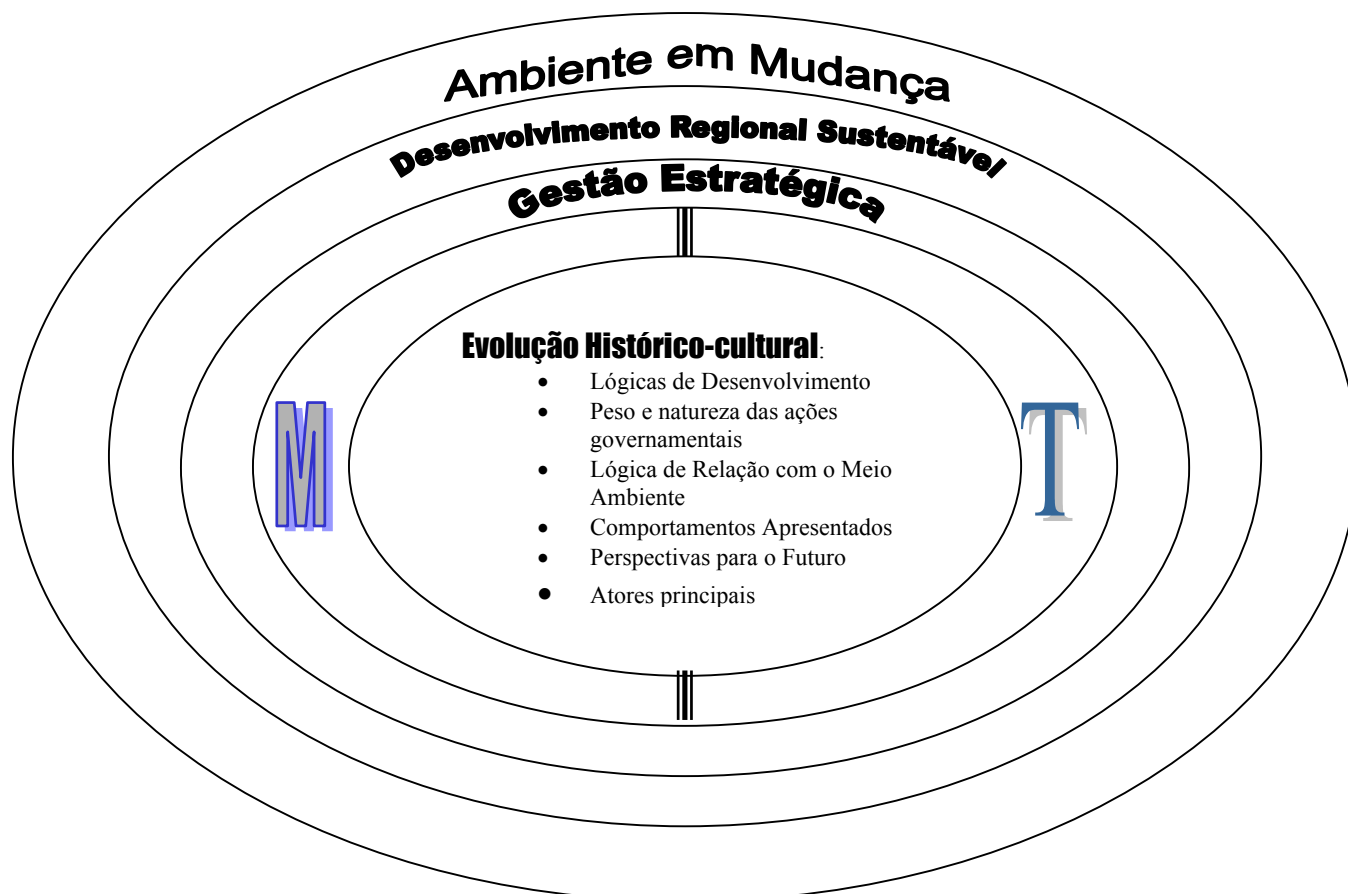 Ambiente em Mudança
Desenvolvimento Regional Sustentável
Gestão Estratégica
Evolução Histórico-cultural:
• Lógicas de Desenvolvimento
• Peso e natureza das ações
governamentais
• Lógica de Relação com o Meio
Ambiente
• Comportamentos Apresentados
• Perspectivas para o Futuro
• Atores principais
M
T